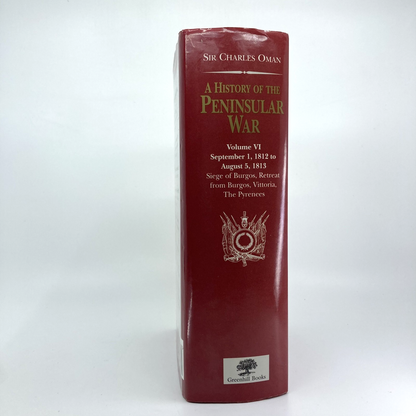 SIR CHARLES OMAN
A HISTORY OF THE
PENINSULAR
WAR
Volume VI
September 1, 1812 to
August 5, 1813
Siege of Burgos, Retreat
from Burgos, Vittoria,
The Pyrenees
Greenhill Books